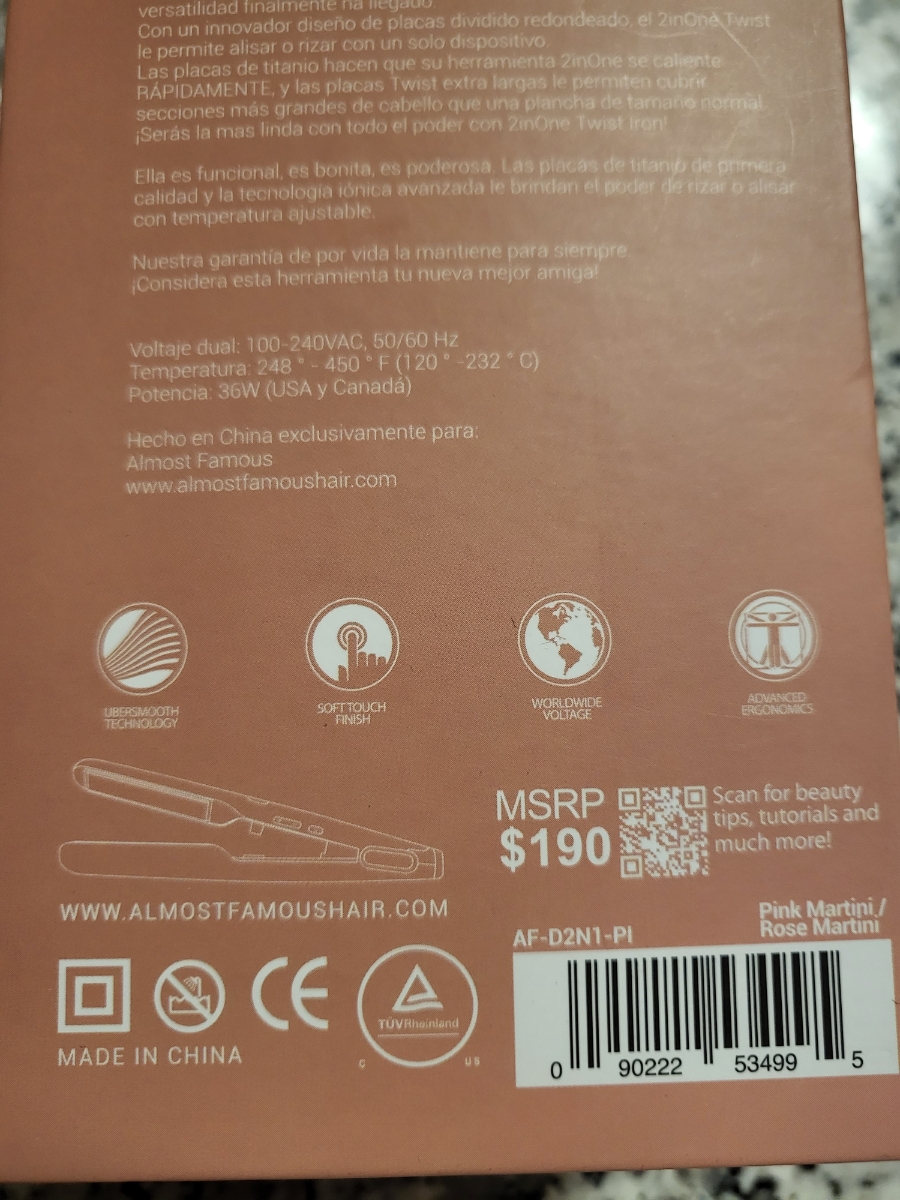 versatilidad finalmente ha llegado.
Con un innovador diseño de placas dividido redondeado, el 2inOne Twist
le permite alisar o rizar con un solo dispositivo.
Las placas de titanio hacen que su herramienta 2inOne se caliente
RÁPIDAMENTE, y las placas Twist extra largas le permiten cubrir
secciones más grandes de cabello que una plancha de tamaño normal.
¡Serás la mas linda con todo el poder con 2inOne Twist Iron!
Ella es funcional, es bonita, es poderosa. Las placas de titanio de primera
calidad y la tecnología iónica avanzada le brindan el poder de rizar o alisar
con temperatura ajustable.
Nuestra garantía de por vida la mantiene para siempre.
¡Considera esta herramienta tu nueva mejor amiga!
Voltaje dual: 100-240VAC, 50/60 Hz
Temperatura: 248 ° - 450 ° F (120 ° -232 ° C)
Potencia: 36W (USA y Canadá)
Hecho en China exclusivamente para:
Almost Famous
www.almostfamoushair.com
UBERSMOOTH
TECHNOLOGY
SOFT TOUCH
FINISH
WORLDWIDE
VOLTAGE
ADVANCED
ERGONOMICS
MSRP
$190
Scan for beauty
tips, tutorials and
much more!
WWW.ALMOSTFAMOUSHAIR.COM
AF-D2N1-PI
Pink Martini/
Rose Martini
CE
TÜVRheinland
C US
MADE IN CHINA
0 90222 53499 5